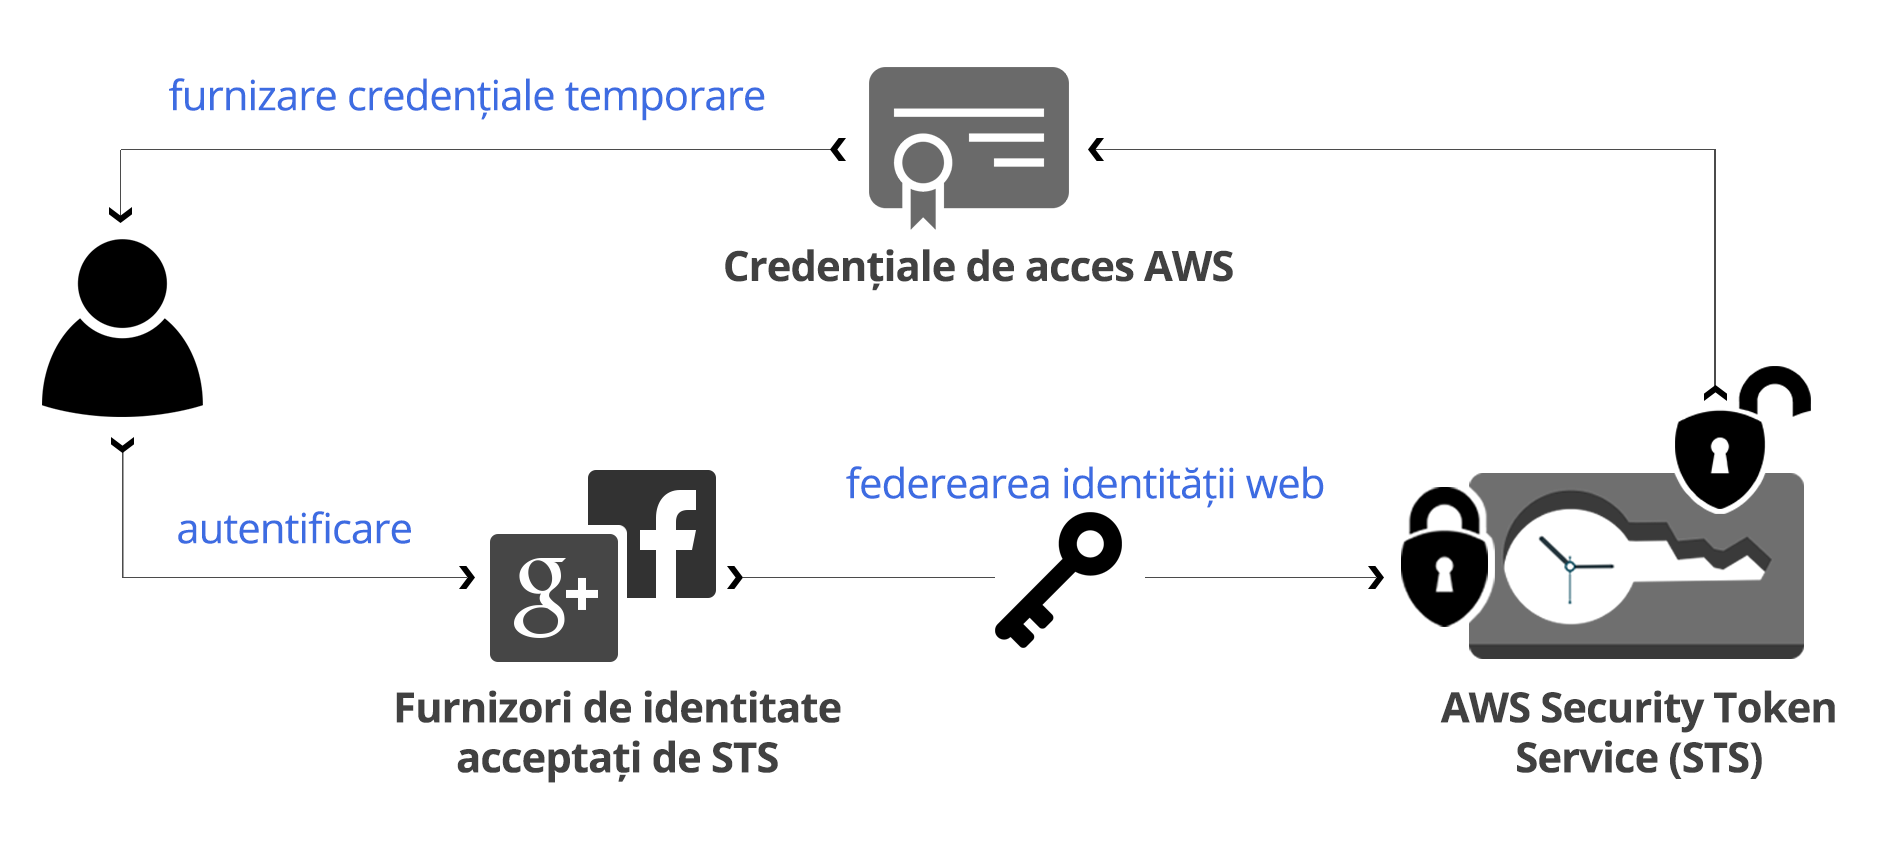 furnizare credențiale temporare
Credențiale de acces AWS
autentificare
federearea identității web
g+
f
Furnizori de identitate
acceptați de STS
AWS Security Token
Service (STS)